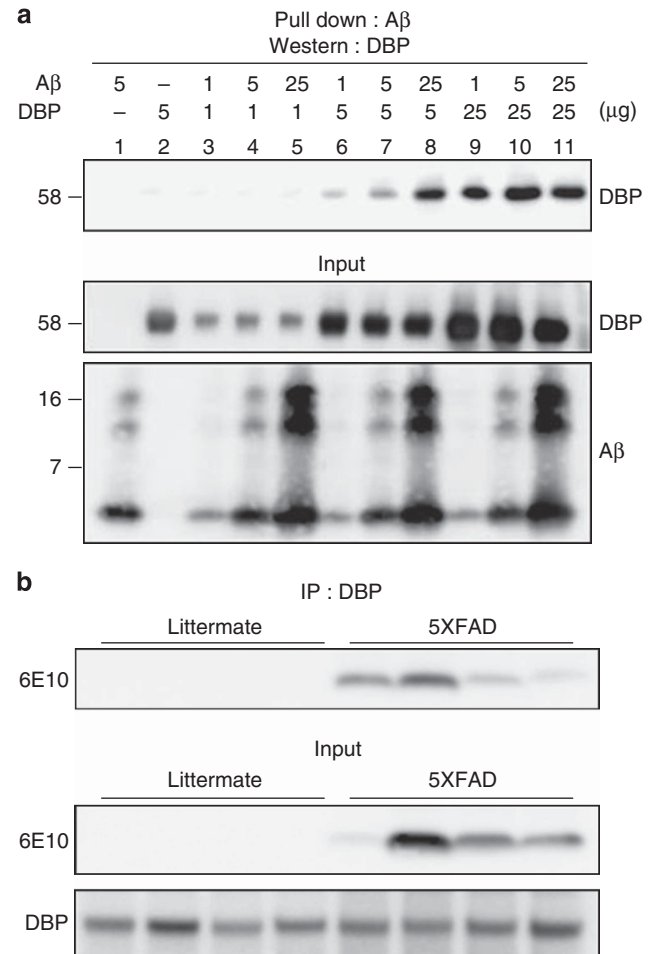 a
Pull down : Aβ
Western : DBP
Aβ 5 – 1 5 25 1 5 25 1 5 25
DBP – 5 1 1 1 5 5 5 25 25 25 (μg)
1 2 3 4 5 6 7 8 9 10 11
58 DBP
Input
58 DBP
16
Aβ
7
b
IP : DBP
Littermate 5XFAD
6E10
Input
Littermate 5XFAD
6E10
DBP